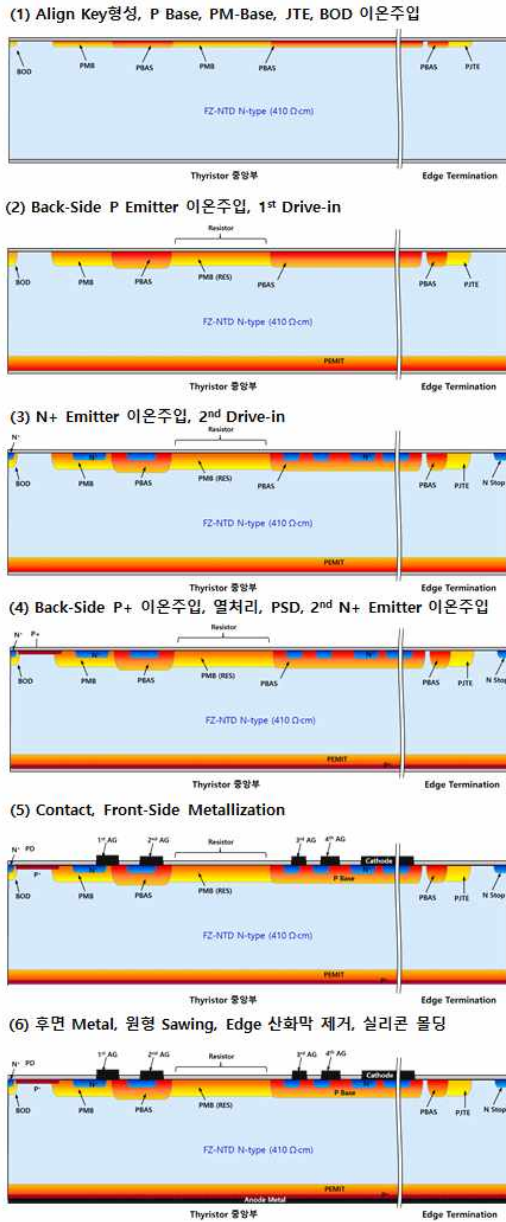 (1) Align Key형성, P Base, PM-Base, JTE, BOD 이온주입
BOD PMB PBAS PMB PBAS PBAS PJTE
FZ-NTD N-type (410 Ω·cm)
Thyristor 중앙부 Edge Termination
(2) Back-Side P Emitter 이온주입, 1st Drive-in
Resistor
BOD PMB PBAS PMB (RES) PBAS PBAS PJTE
FZ-NTD N-type (410 Ω·cm)
PEMIT
Thyristor 중앙부 Edge Termination
(3) N+ Emitter 이온주입, 2nd Drive-in
Resistor
N+
N+ N+
BOD PMB PBAS PMB (RES) PBAS PBAS PJTE N Stop
FZ-NTD N-type (410 Ω·cm)
PEMIT
Thyristor 중앙부 Edge Termination
(4) Back-Side P+ 이온주입, 열처리, PSD, 2nd N+ Emitter 이온주입
Resistor
N+ P+
N+
BOD PMB PBAS PMB (RES) PBAS PBAS PJTE N Stop
FZ-NTD N-type (410 Ω·cm)
PEMIT
P+
Thyristor 중앙부 Edge Termination
(5) Contact, Front-Side Metallization
1st AG 2nd AG Resistor 3rd AG 4th AG
N+ PD Cathode
P+ N+ N+
BOD PMB PBAS PMB (RES) P Base PBAS PJTE N Stop
FZ-NTD N-type (410 Ω·cm)
PEMIT
P+
Thyristor 중앙부 Edge Termination
(6) 후면 Metal, 원형 Sawing, Edge 산화막 제거, 실리콘 몰딩
1st AG 2nd AG Resistor 3rd AG 4th AG
N+ PD Cathode
P+ N+ N+
BOD PMB PBAS PMB (RES) P Base PBAS PJTE N Stop
FZ-NTD N-type (410 Ω·cm)
PEMIT
P+
Anode Metal
Thyristor 중앙부 Edge Termination